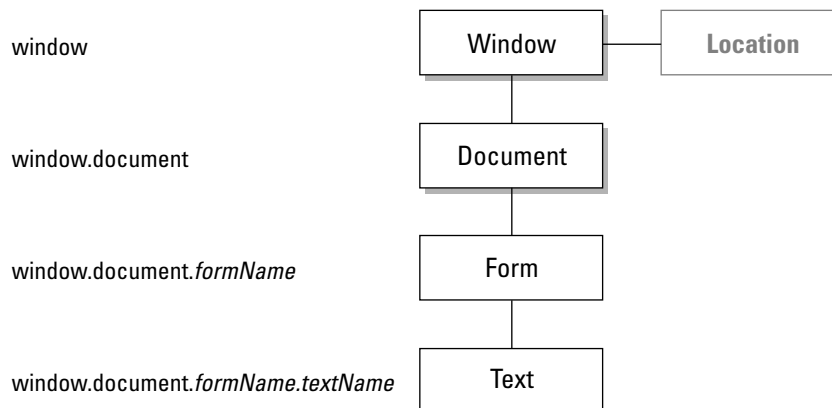 window
Window
Location
window.document
Document
window.document.formName
Form
window.document.formName.textName
Text